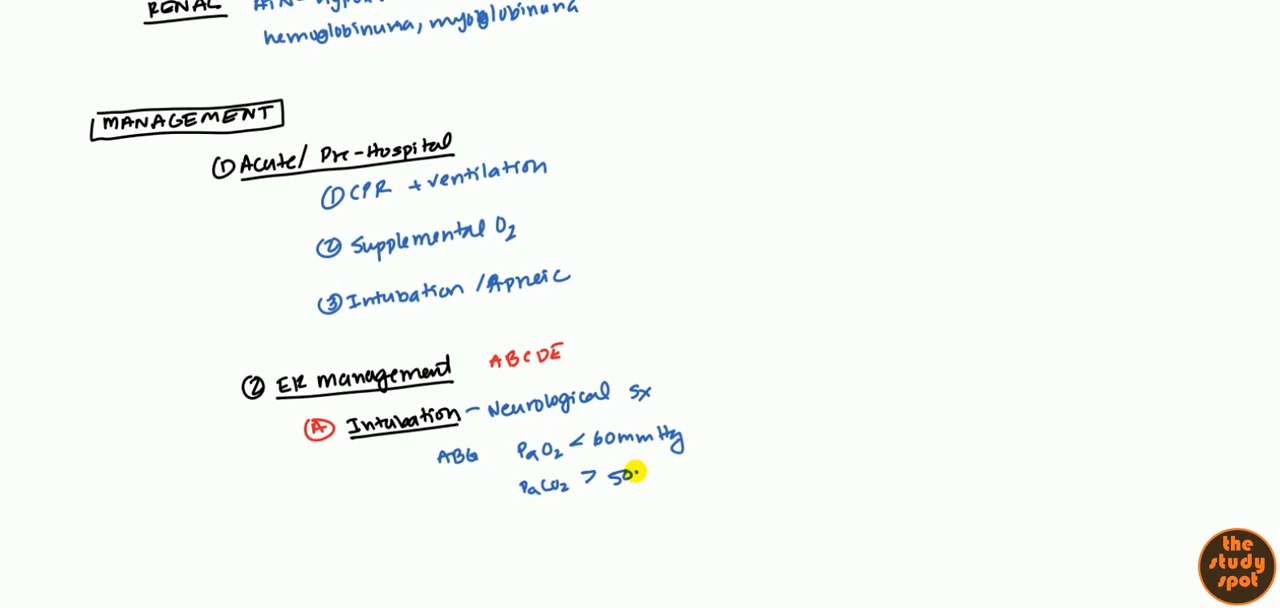 RENAL
hemoglobinuria, myoglobinuria
MANAGEMENT
① Acute/ Pre-Hospital
① CPR + ventilation
② Supplemental O2
③ Intubation /Apneic
② ER management ABCDE
A Intubation - Neurological Sx
ABG PaO2 < 60mmHg
PaCO2 > 50
the
study
spot